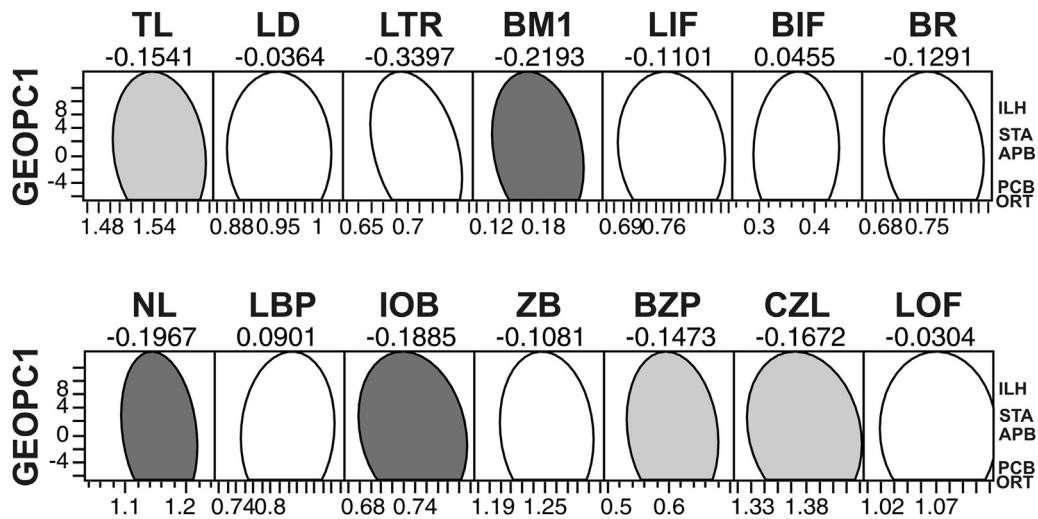 TL LD LTR BM1 LIF BIF BR
-0.1541 -0.0364 -0.3397 -0.2193 -0.1101 0.0455 -0.1291
GEOPC1
8
4
0
-4
ILH
STA
APB
PCB
ORT
1.48 1.54 0.88 0.95 1 0.65 0.7 0.12 0.18 0.69 0.76 0.3 0.4 0.68 0.75
NL LBP IOB ZB BZP CZL LOF
-0.1967 0.0901 -0.1885 -0.1081 -0.1473 -0.1672 -0.0304
GEOPC1
8
4
0
-4
ILH
STA
APB
PCB
ORT
1.1 1.2 0.74 0.8 0.68 0.74 1.19 1.25 0.5 0.6 1.33 1.38 1.02 1.07